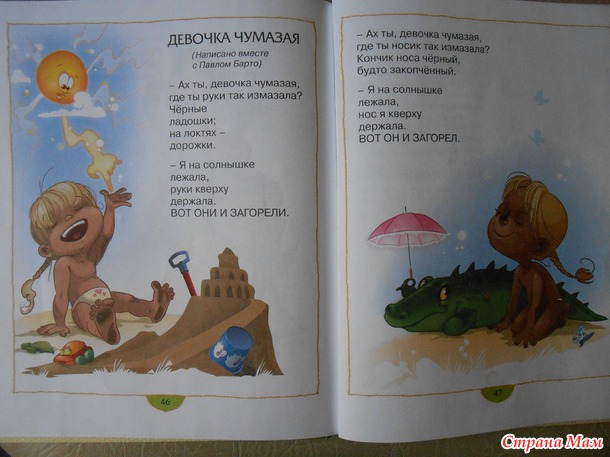 ДЕВОЧКА ЧУМАЗАЯ
(Написано вместе
с Павлом Барто)
– Ах ты, девочка чумазая,
где ты руки так измазала?
Чёрные
ладошки;
на локтях –
дорожки.
– Я на солнышке
лежала,
руки кверху
держала.
ВОТ ОНИ И ЗАГОРЕЛИ.
46
– Ах ты, девочка чумазая,
где ты носик так измазала?
Кончик носа чёрный,
будто закопчённый.
– Я на солнышке
лежала,
нос я кверху
держала.
ВОТ ОН И ЗАГОРЕЛ.
47
Страна Мам